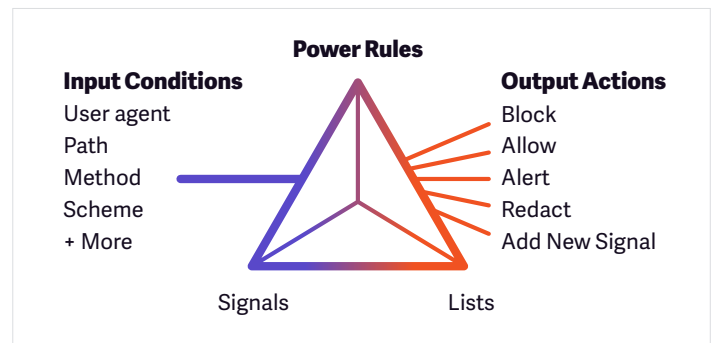 Power Rules
Input Conditions
User agent
Path
Method
Scheme
+ More
Output Actions
Block
Allow
Alert
Redact
Add New Signal
Signals
Lists